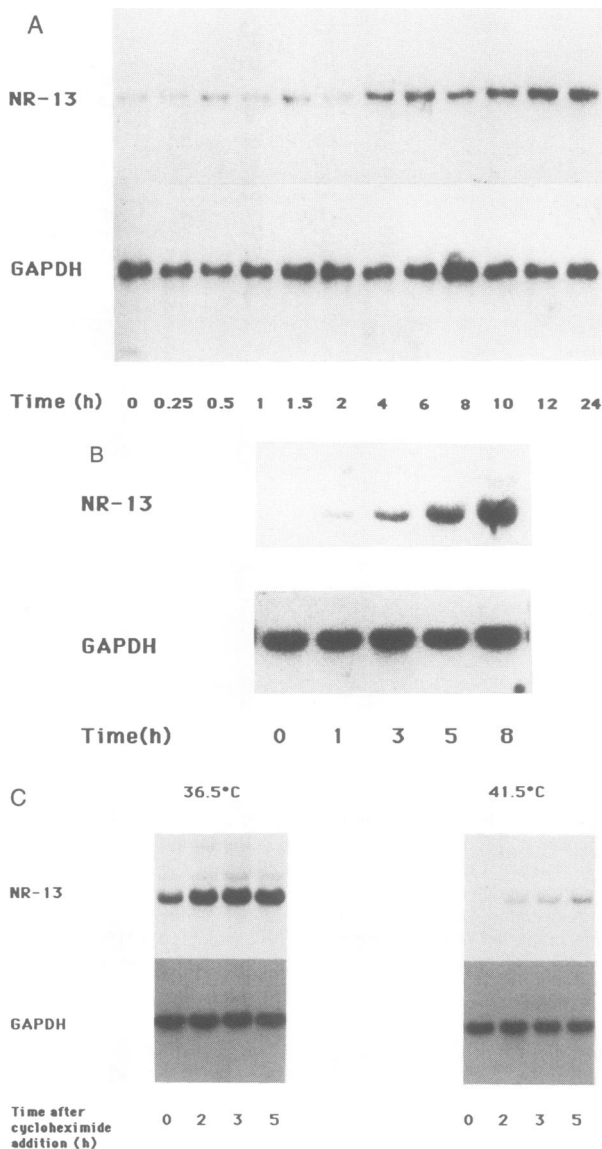 A
NR-13
GAPDH
Time (h) 0 0.25 0.5 1 1.5 2 4 6 8 10 12 24
B
NR-13
GAPDH
Time(h) 0 1 3 5 8
C
36.5°C 41.5°C
NR-13
GAPDH
Time after
cycloheximide
addition (h)
0 2 3 5 0 2 3 5